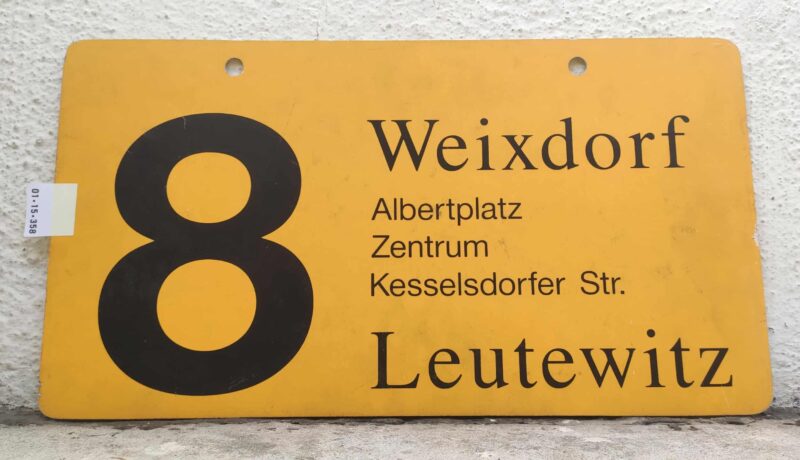 01-15-358
8
Weixdorf
Albertplatz
Zentrum
Kesselsdorfer Str.
Leutewitz